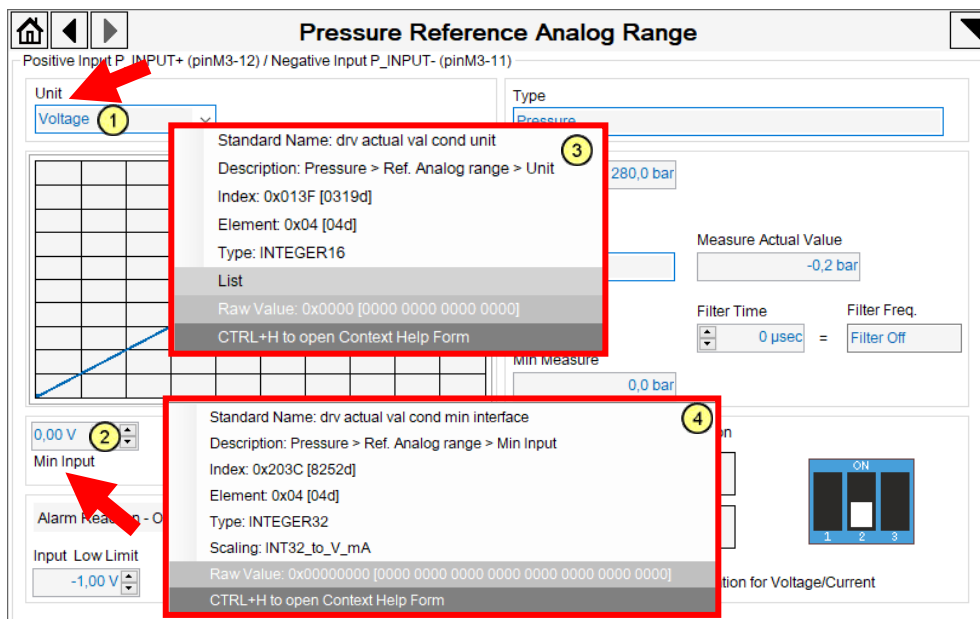 Pressure Reference Analog Range
Positive Input P_INPUT+ (pinM3-12) / Negative Input P_INPUT- (pinM3-11)
Unit
Voltage
1
Type
Pressure
Standard Name: drv actual val cond unit
3
Description: Pressure > Ref. Analog range > Unit
280,0 bar
Index: 0x013F [0319d]
Element: 0x04 [04d]
Type: INTEGER16
List
Raw Value: 0x0000 [0000 0000 0000 0000]
CTRL+H to open Context Help Form
Measure Actual Value
-0,2 bar
Filter Time
Filter Freq.
0 µsec
=
Filter Off
Min Measure
0,0 bar
0,00 V
2
Min Input
Standard Name: drv actual val cond min interface
4
Description: Pressure > Ref. Analog range > Min Input
Index: 0x203C [8252d]
Element: 0x04 [04d]
Type: INTEGER32
Scaling: INT32_to_V_mA
Raw Value: 0x00000000 [0000 0000 0000 0000 0000 0000 0000 0000]
CTRL+H to open Context Help Form
ON
1 2 3
tion for Voltage/Current
Alarm - O
Input Low Limit
-1,00 V